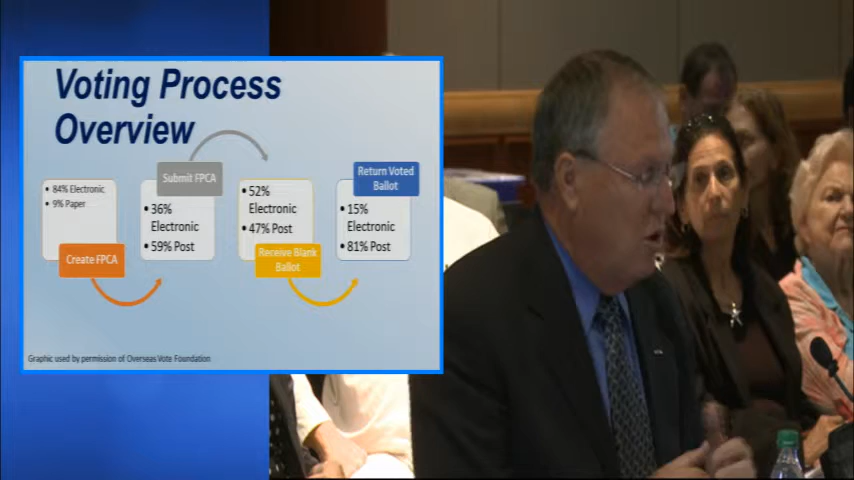 Voting Process
Overview
• 84% Electronic
• 9% Paper
Create FPCA
Submit FPCA
• 36%
Electronic
• 59% Post
• 52%
Electronic
• 47% Post
Receive Blank
Ballot
Return Voted
Ballot
• 15%
Electronic
• 81% Post
Graphic used by permission of Overseas Vote Foundation